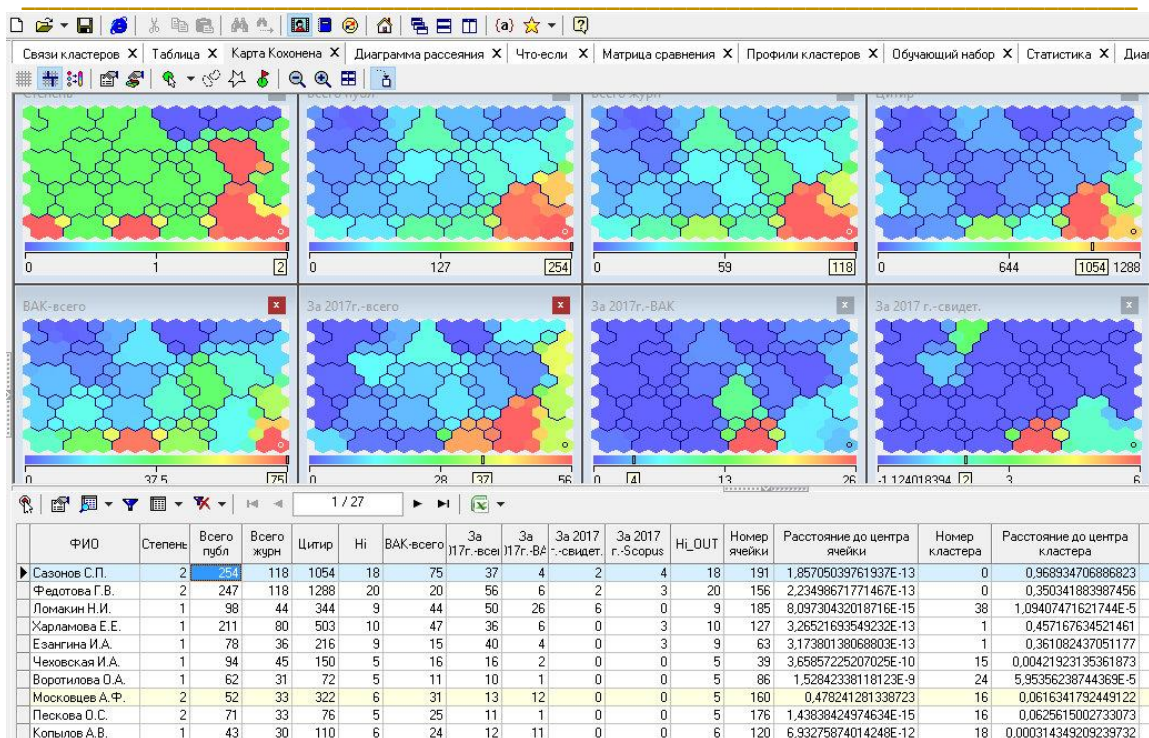 Связи кластеров X Таблица X Карта Кохонена X Диаграмма рассеяния X Что-если X Матрица сравнения X Профили кластеров X Обучающий набор X Статистика X
Степень Всего публ Всего журн Цитир
0 1 2 0 127 254 0 59 118 0 644 1054 1288
ВАК-всего За 2017г.-всего За 2017г.-ВАК За 2017 г.-свидет.
0 37,5 75 0 28 37 56 0 4 13 26 -1,124018394 2 3 6
1 / 27
ФИО Степень Всего публ Всего журн Цитир Hi ВАК-всего За )17г.-всеı За )17г.-ВА За 2017 г.-свидет. За 2017 г.-Scopus Hi_OUT Номер ячейки Расстояние до центра ячейки Номер кластера Расстояние до центра кластера
Сазонов С.П. 2 254 118 1054 18 75 37 4 2 4 18 191 1,85705039761937E-13 0 0,968934706886823
Федотова Г.В. 2 247 118 1288 20 20 56 6 2 3 20 156 2,23498671771467E-13 0 0,350341883987456
Ломакин Н.И. 1 98 44 344 9 44 50 26 6 0 9 185 8,09730432018716E-15 38 1,09407471621744E-5
Харламова Е.Е. 1 211 80 503 10 47 36 6 0 3 10 127 3,26521693549232E-13 1 0,457167634521461
Езангина И.А. 1 78 36 216 9 15 40 4 0 3 9 63 3,17380138068803E-13 1 0,361082437051177
Чеховская И.А. 1 94 45 150 5 16 16 2 0 0 5 39 3,65857225207025E-10 15 0,00421923135361873
Воротилова О.А. 1 62 31 72 5 11 10 1 0 0 5 86 1,52842338118123E-9 24 5,95356238744369E-5
Московцев А.Ф. 2 52 33 322 6 31 13 12 0 0 5 160 0,478241281338723 16 0,0616341792449122
Пескова О.С. 2 71 33 76 5 25 11 1 0 0 5 176 1,43838424974634E-15 16 0,0625615002733073
Копылов А.В. 1 43 30 110 6 24 12 11 0 0 6 120 6,93275874014248E-12 18 0,000314349209239732